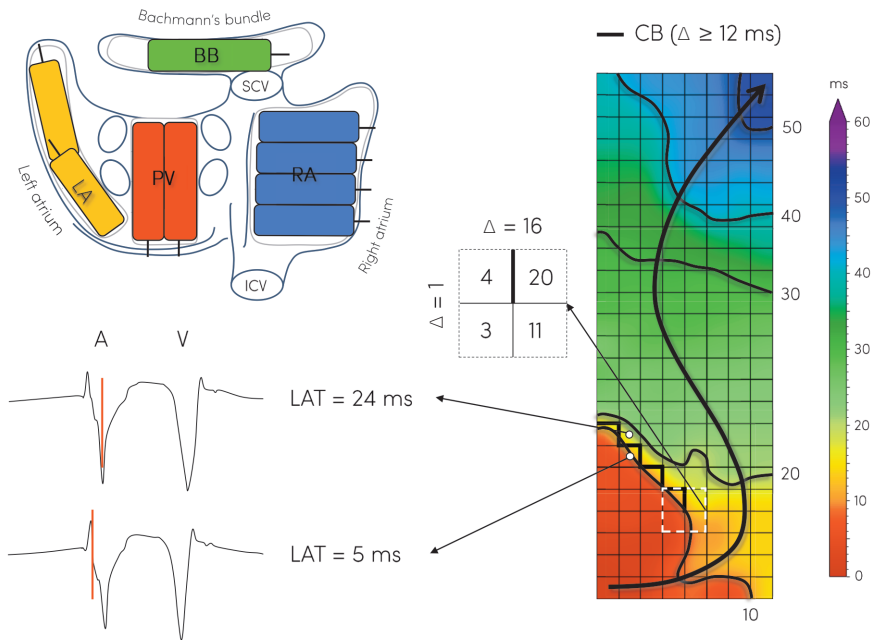 Bachmann's bundle
BB
SCV
LA
PV
RA
Left atrium
Right atrium
ICV
CB (Δ ≥ 12 ms)
ms
60
50
40
30
20
10
0
50
40
30
20
10
Δ = 16
Δ = 1
4 20
3 11
A V
LAT = 24 ms
LAT = 5 ms